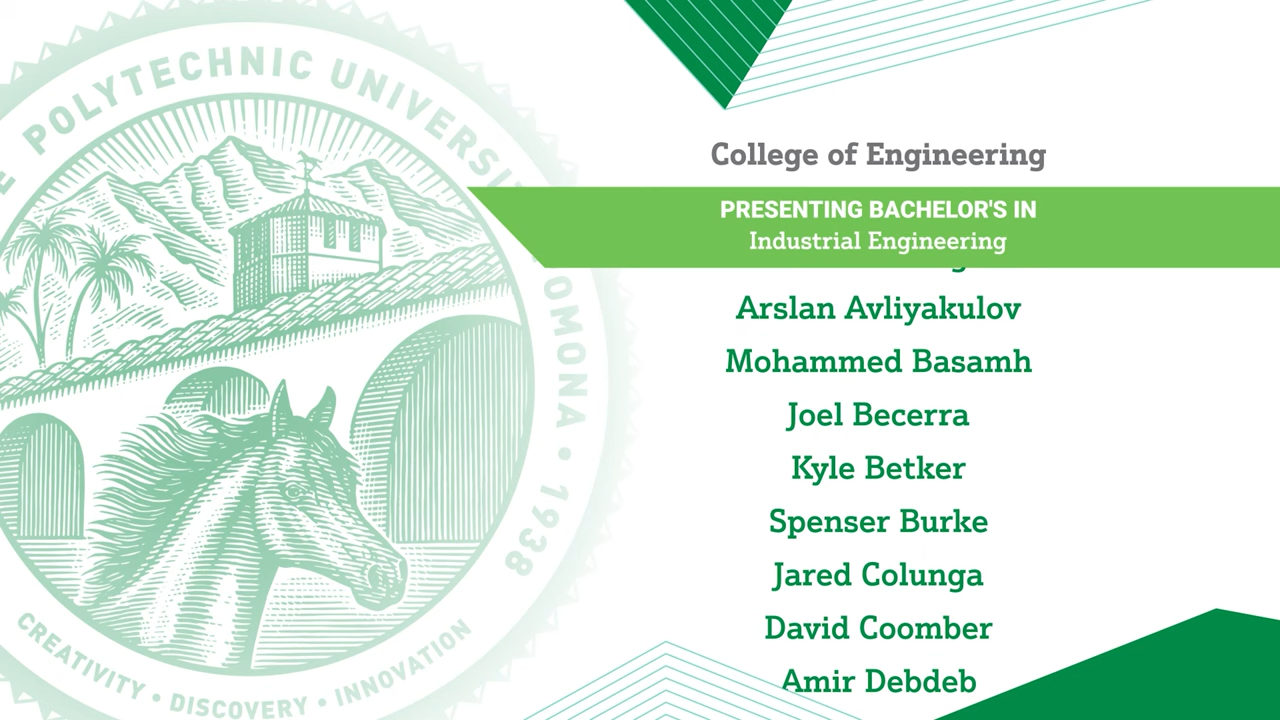 POLYTECHNIC UNIVERSI
OMONA • 1938
CREATIVITY • DISCOVERY • INNOVATION
College of Engineering
PRESENTING BACHELOR'S IN
Industrial Engineering
Arslan Avliyakulov
Mohammed Basamh
Joel Becerra
Kyle Betker
Spenser Burke
Jared Colunga
David Coomber
Amir Debdeb